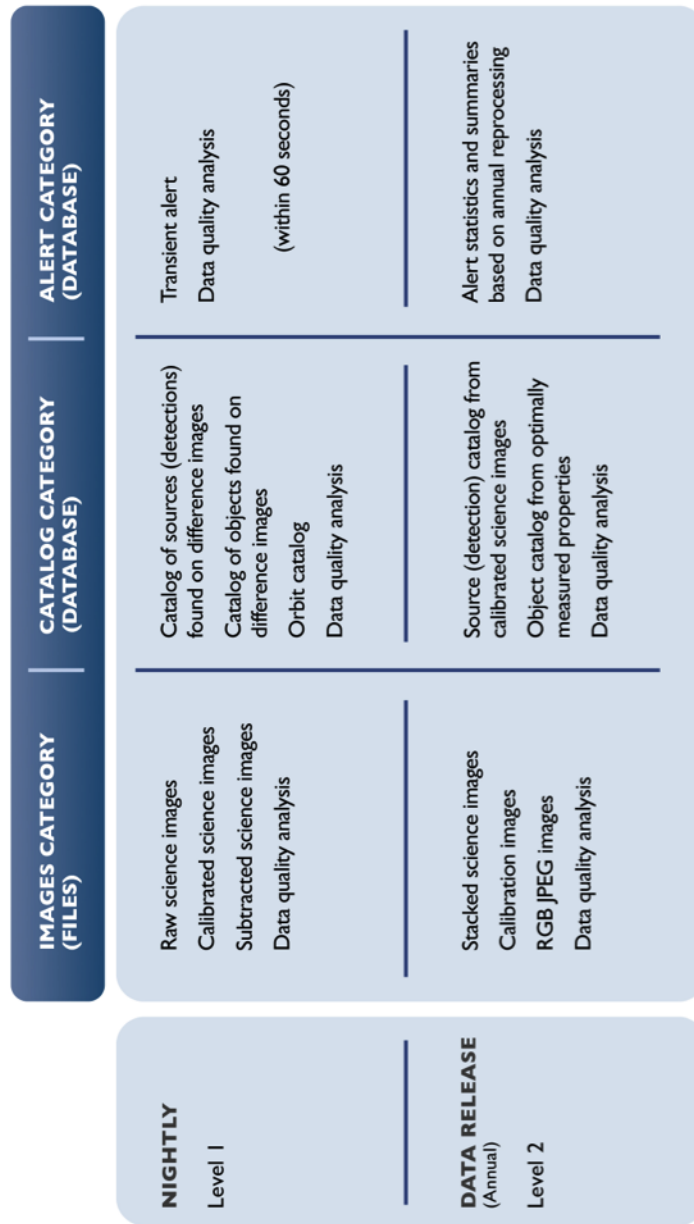 IMAGES CATEGORY
(FILES)
CATALOG CATEGORY
(DATABASE)
ALERT CATEGORY
(DATABASE)
NIGHTLY
Level 1
Raw science images
Calibrated science images
Subtracted science images
Data quality analysis
Catalog of sources (detections)
found on difference images
Catalog of objects found on
difference images
Orbit catalog
Data quality analysis
Transient alert
Data quality analysis
(within 60 seconds)
DATA RELEASE
(Annual)
Level 2
Stacked science images
Calibration images
RGB JPEG images
Data quality analysis
Source (detection) catalog from
calibrated science images
Object catalog from optimally
measured properties
Data quality analysis
Alert statistics and summaries
based on annual reprocessing
Data quality analysis